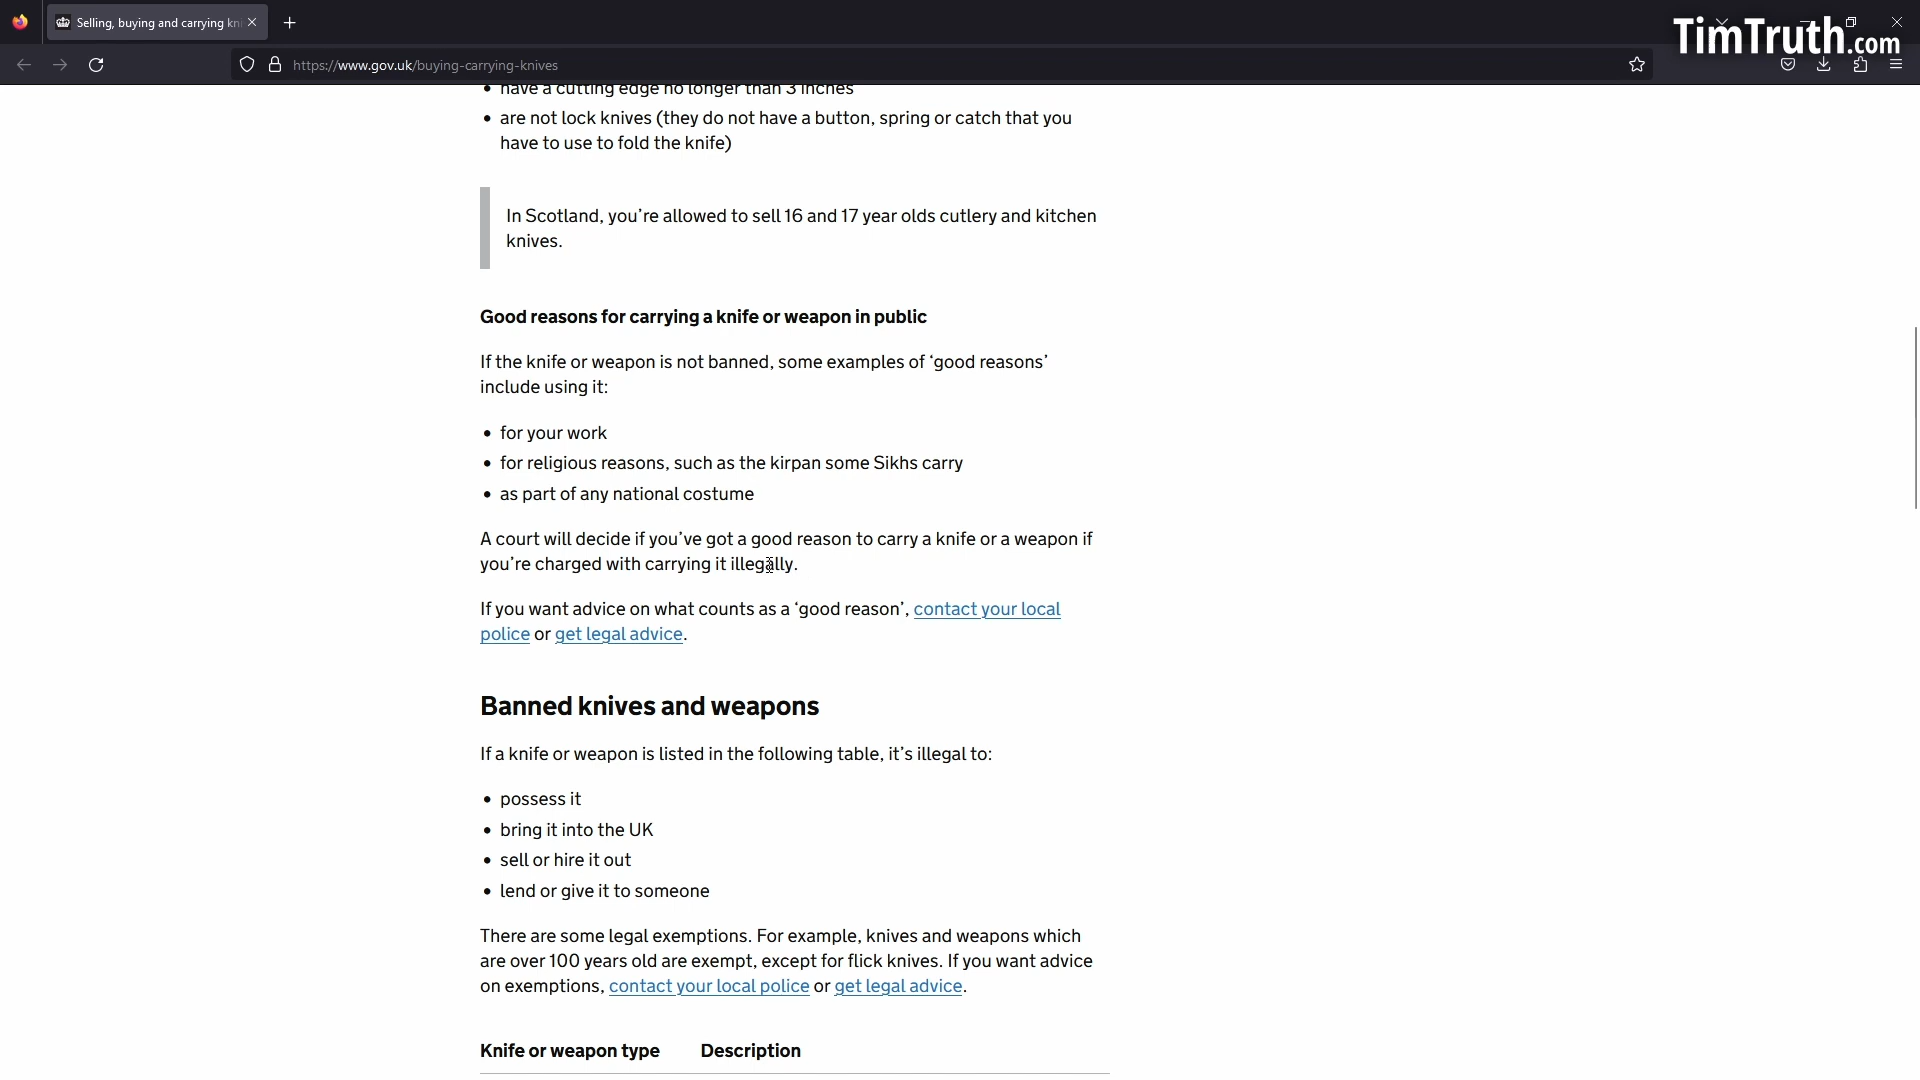 Selling, buying and carrying kni
TimTruth.com
https://www.gov.uk/buying-carrying-knives
have a cutting edge no longer than 3 inches
are not lock knives (they do not have a button, spring or catch that you
have to use to fold the knife)
In Scotland, you’re allowed to sell 16 and 17 year olds cutlery and kitchen
knives.
Good reasons for carrying a knife or weapon in public
If the knife or weapon is not banned, some examples of ‘good reasons’
include using it:
for your work
for religious reasons, such as the kirpan some Sikhs carry
as part of any national costume
A court will decide if you’ve got a good reason to carry a knife or a weapon if
you’re charged with carrying it illegally.
If you want advice on what counts as a ‘good reason’, contact your local
police or get legal advice.
Banned knives and weapons
If a knife or weapon is listed in the following table, it’s illegal to:
possess it
bring it into the UK
sell or hire it out
lend or give it to someone
There are some legal exemptions. For example, knives and weapons which
are over 100 years old are exempt, except for flick knives. If you want advice
on exemptions, contact your local police or get legal advice.
Knife or weapon type Description